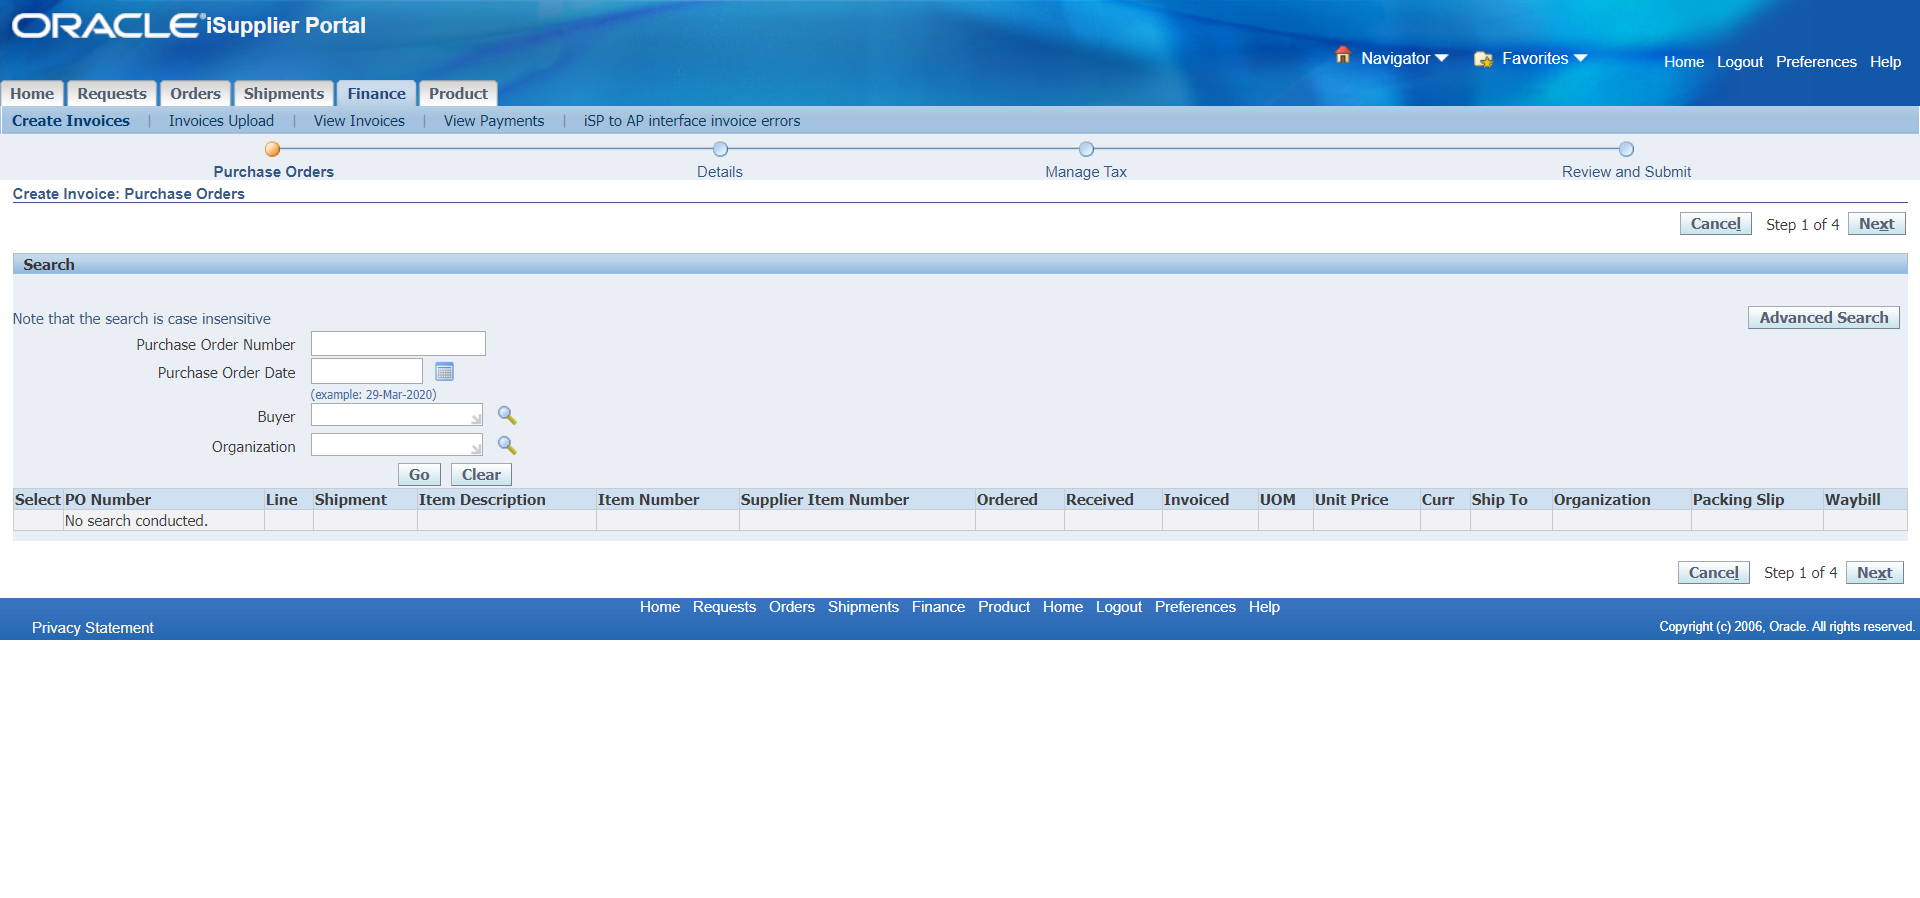 ORACLE® iSupplier Portal
Navigator Favorites Home Logout Preferences Help
Home Requests Orders Shipments Finance Product
Create Invoices | Invoices Upload | View Invoices | View Payments | iSP to AP interface invoice errors
Purchase Orders Details Manage Tax Review and Submit
Create Invoice: Purchase Orders
Cancel Step 1 of 4 Next
Search
Note that the search is case insensitive
Advanced Search
Purchase Order Number
Purchase Order Date
(example: 29-Mar-2020)
Buyer
Organization
Go Clear
Select PO Number Line Shipment Item Description Item Number Supplier Item Number Ordered Received Invoiced UOM Unit Price Curr Ship To Organization Packing Slip Waybill
No search conducted.
Cancel Step 1 of 4 Next
Home Requests Orders Shipments Finance Product Home Logout Preferences Help
Privacy Statement
Copyright (c) 2006, Oracle. All rights reserved.